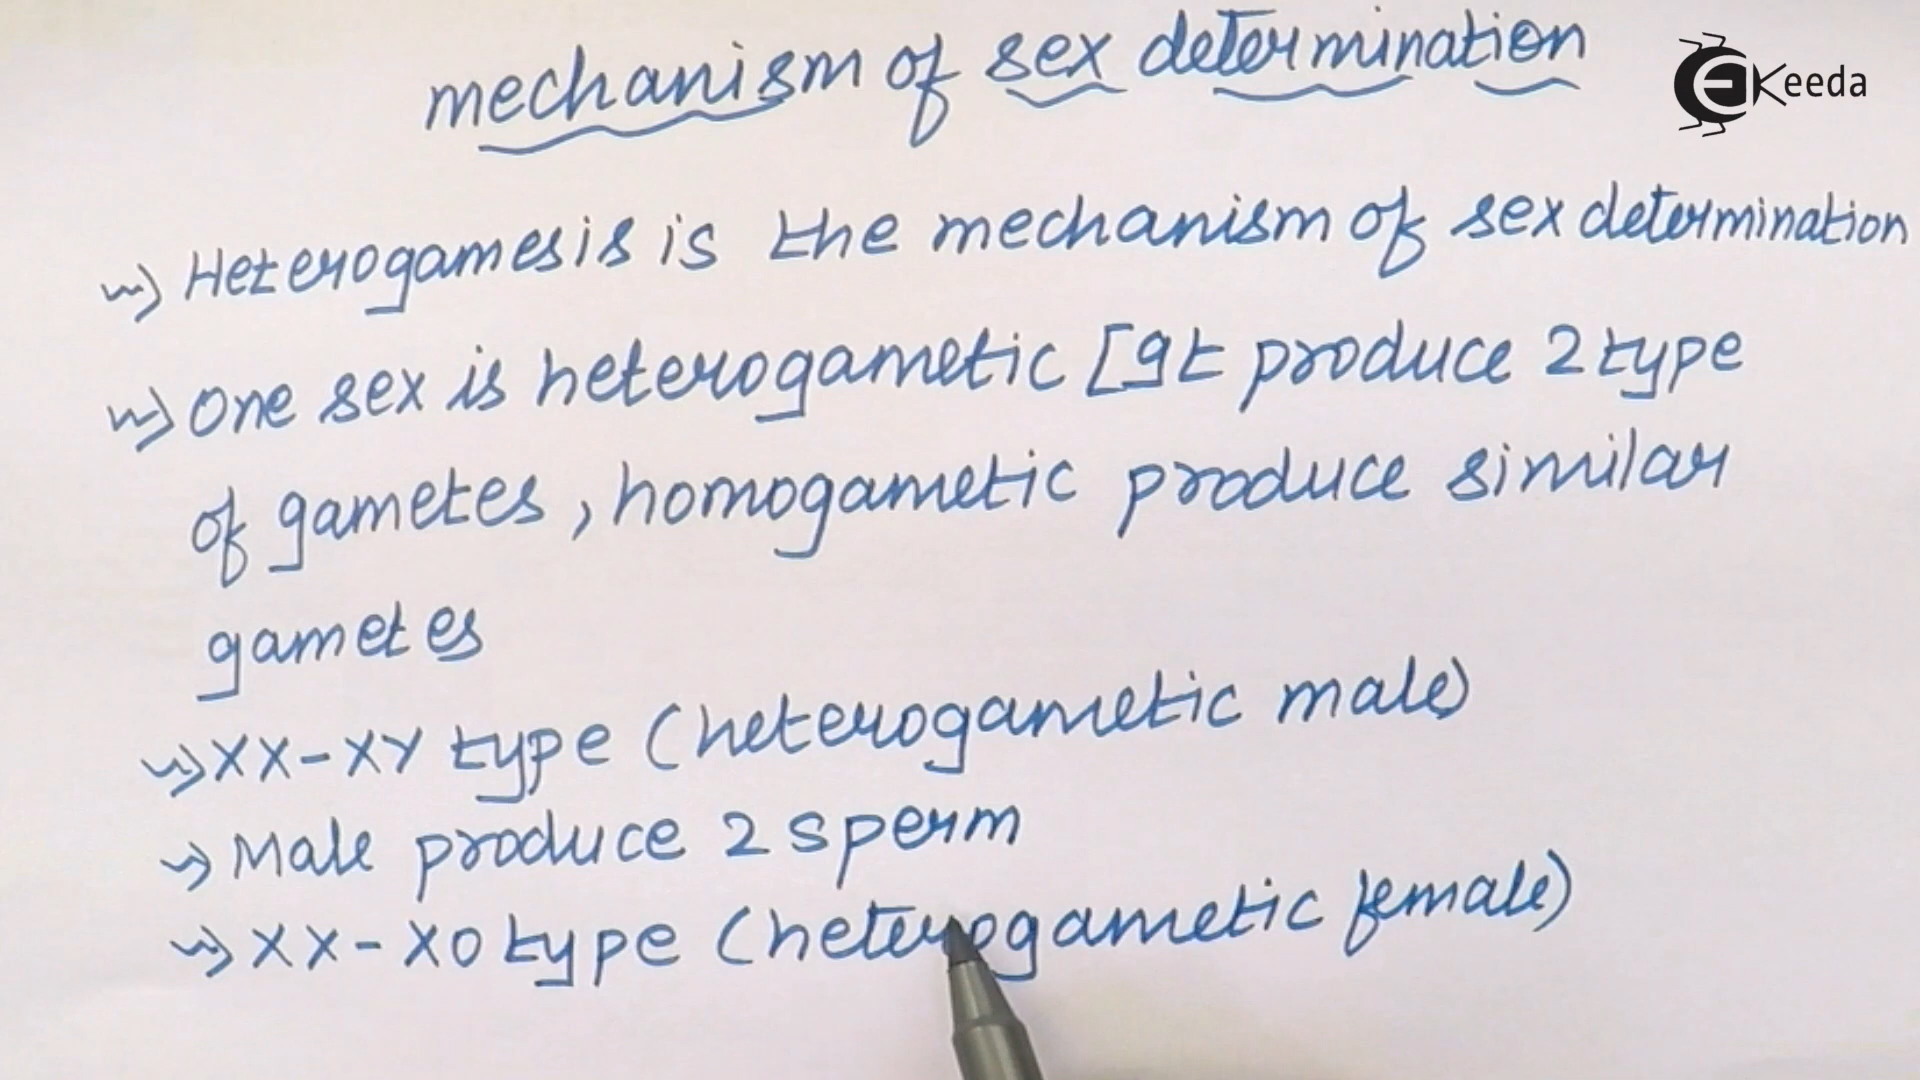 mechanism of sex determination
EKeeda
Heterogamesis is the mechanism of sex determination
One sex is heterogametic [It produce 2 type
of gametes, homogametic produce similar
gametes
XX-XY type (heterogametic male)
Male produce 2 sperm
XX-XO type (heterogametic female)